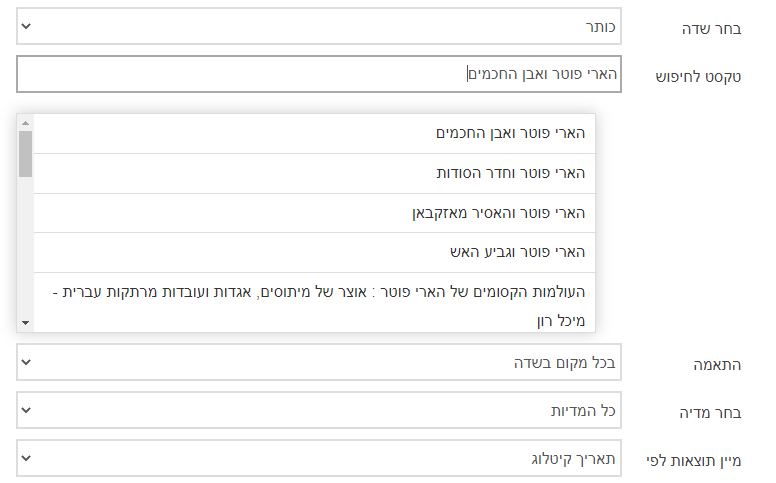 בחר שדה
כותר
טקסט לחיפוש
הארי פוטר ואבן החכמים
הארי פוטר ואבן החכמים
הארי פוטר וחדר הסודות
הארי פוטר והאסיר מאזקבאן
הארי פוטר וגביע האש
העולמות הקסומים של הארי פוטר : אוצר של מיתוסים, אגדות ועובדות מרתקות עברית -
מיכל רון
התאמה
בכל מקום בשדה
בחר מדיה
כל המדיות
מיין תוצאות לפי
תאריך קיטלוג